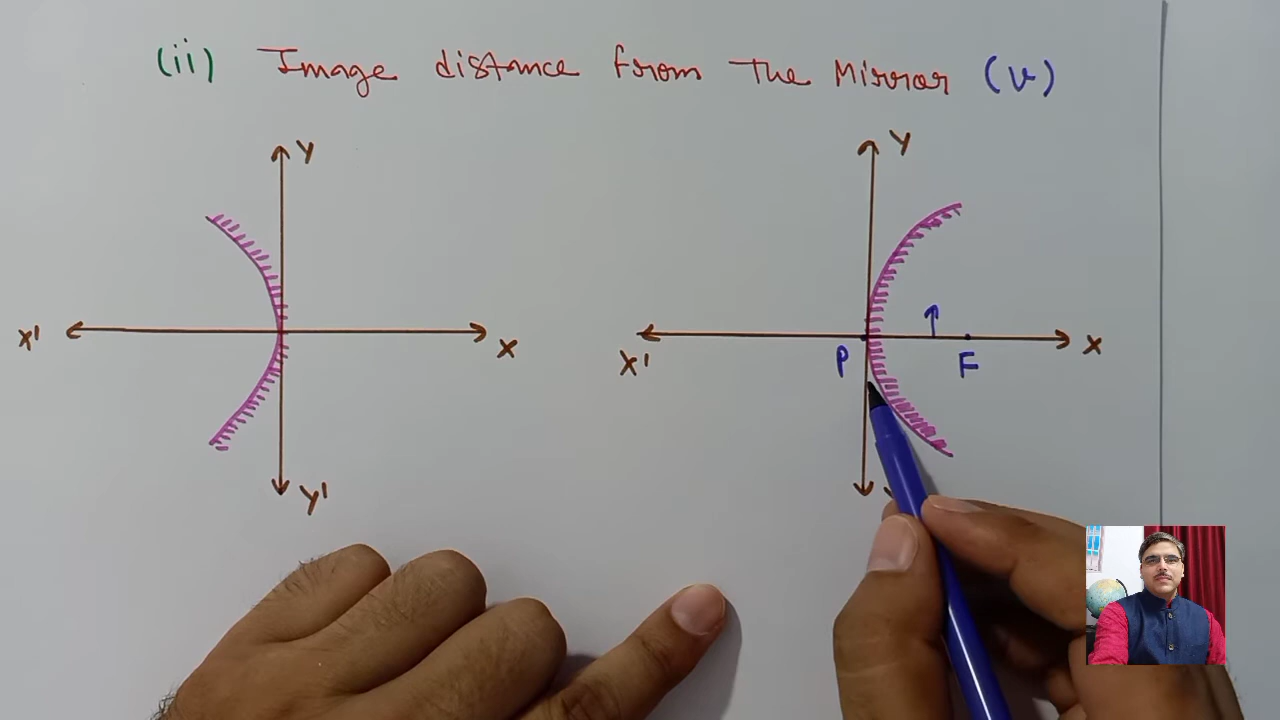 (ii) Image distance from The Mirror (v)
Y Y
X' X P F X' X
Y'